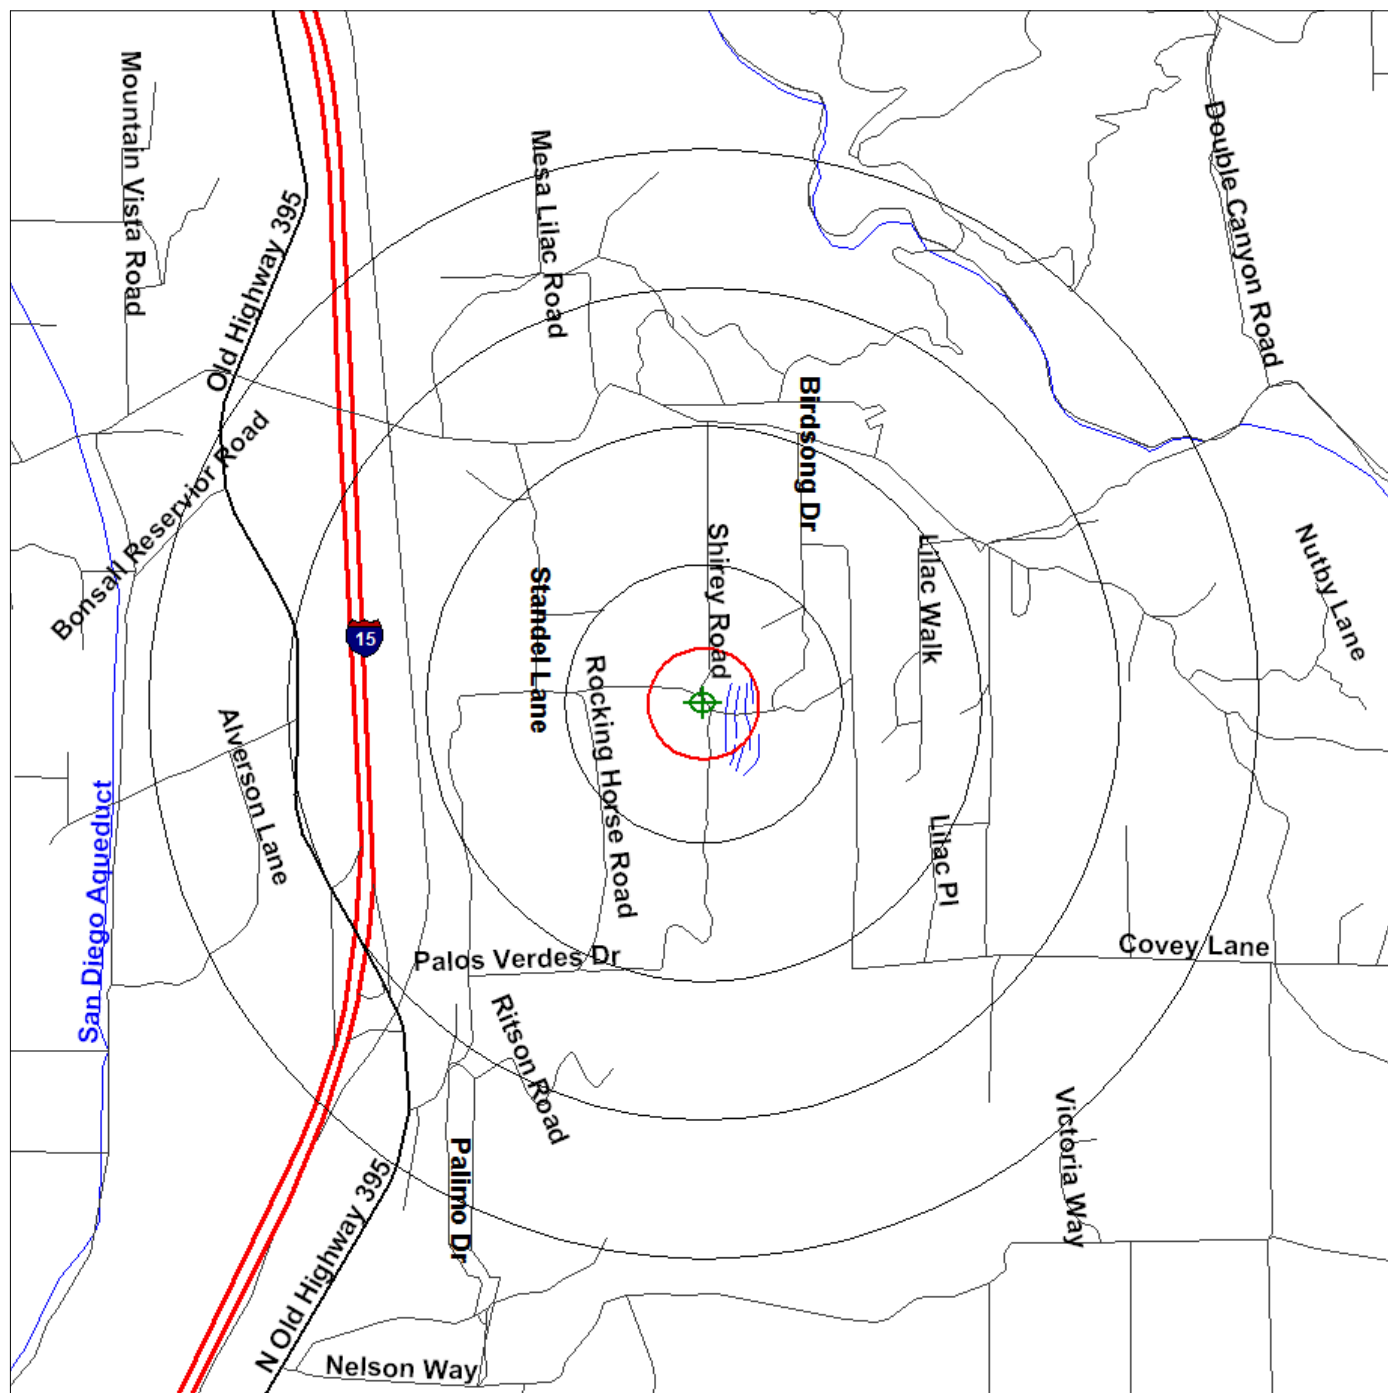 Mountain Vista Road
Mesa Lilac Road
Double Canyon Road
Old Highway 395
Birdsong Dr
Bonsall Reservior Road
Shirey Road
Lilac Walk
Nutby Lane
Standel Lane
15
Rocking Horse Road
Alverson Lane
San Diego Aqueduct
Lilac Pl
Covey Lane
Palos Verdes Dr
Ritson Road
Victoria Way
Palimo Dr
N Old Highway 395
Nelson Way